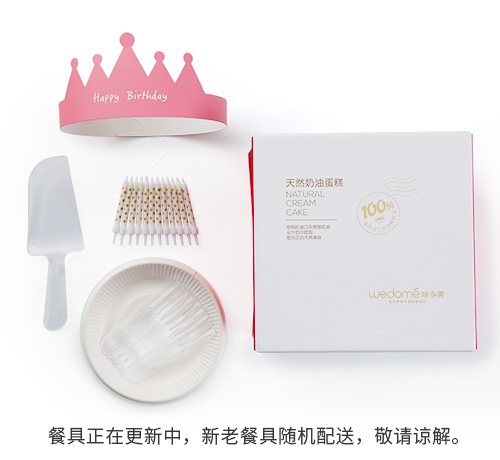 Happy Birthday
天然奶油蛋糕
NATURAL
CREAM
CAKE
100%
wedomé 味多美
餐具正在更新中，新老餐具随机配送，敬请谅解。